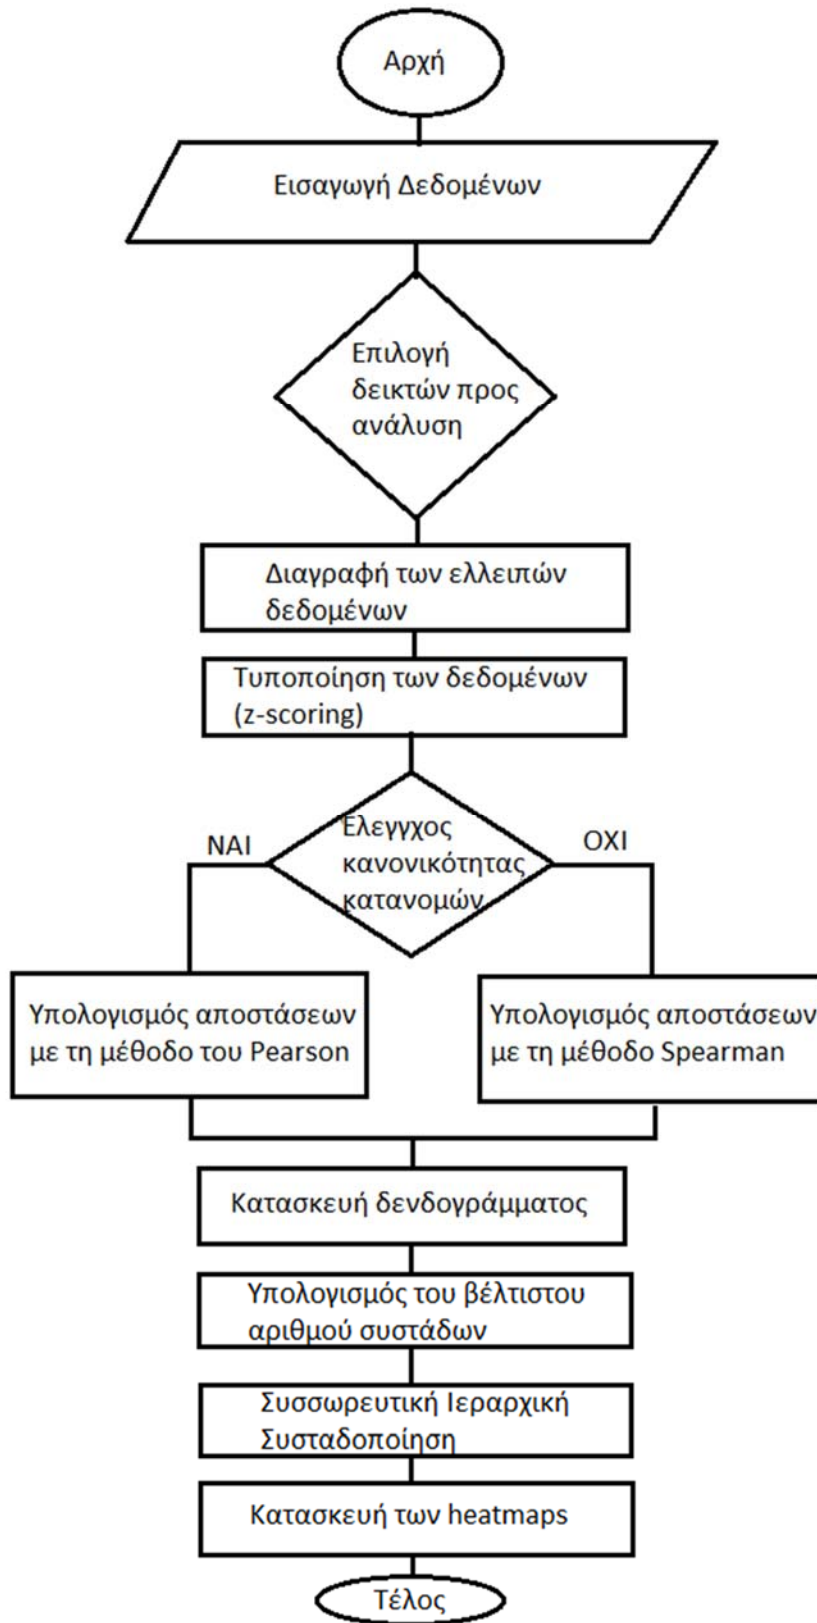 Αρχή
Εισαγωγή Δεδομένων
Επιλογή
δεικτών προς
ανάλυση
Διαγραφή των ελλειπών
δεδομένων
Τυποποίηση των δεδομένων
(z-scoring)
ΝΑΙ
Έλεγχος
κανονικότητας
κατανομών
ΟΧΙ
Υπολογισμός αποστάσεων
με τη μέθοδο του Pearson
Υπολογισμός αποστάσεων
με τη μέθοδο Spearman
Κατασκευή δενδογράμματος
Υπολογισμός του βέλτιστου
αριθμού συστάδων
Συσσωρευτική Ιεραρχική
Συσταδοποίηση
Κατασκευή των heatmaps
Τέλος